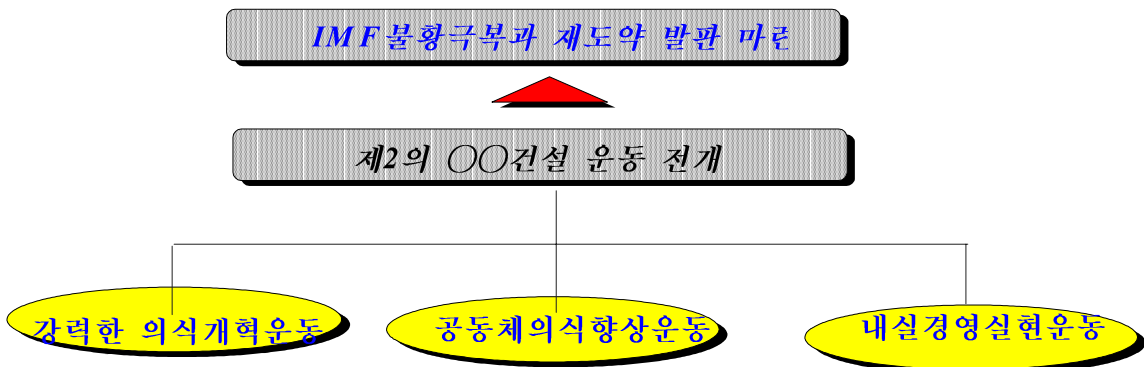 IMF불황극복과 재도약 발판 마련
제2의 ○○건설 운동 전개
강력한 의식개혁운동
공동체의식향상운동
내실경영실현운동